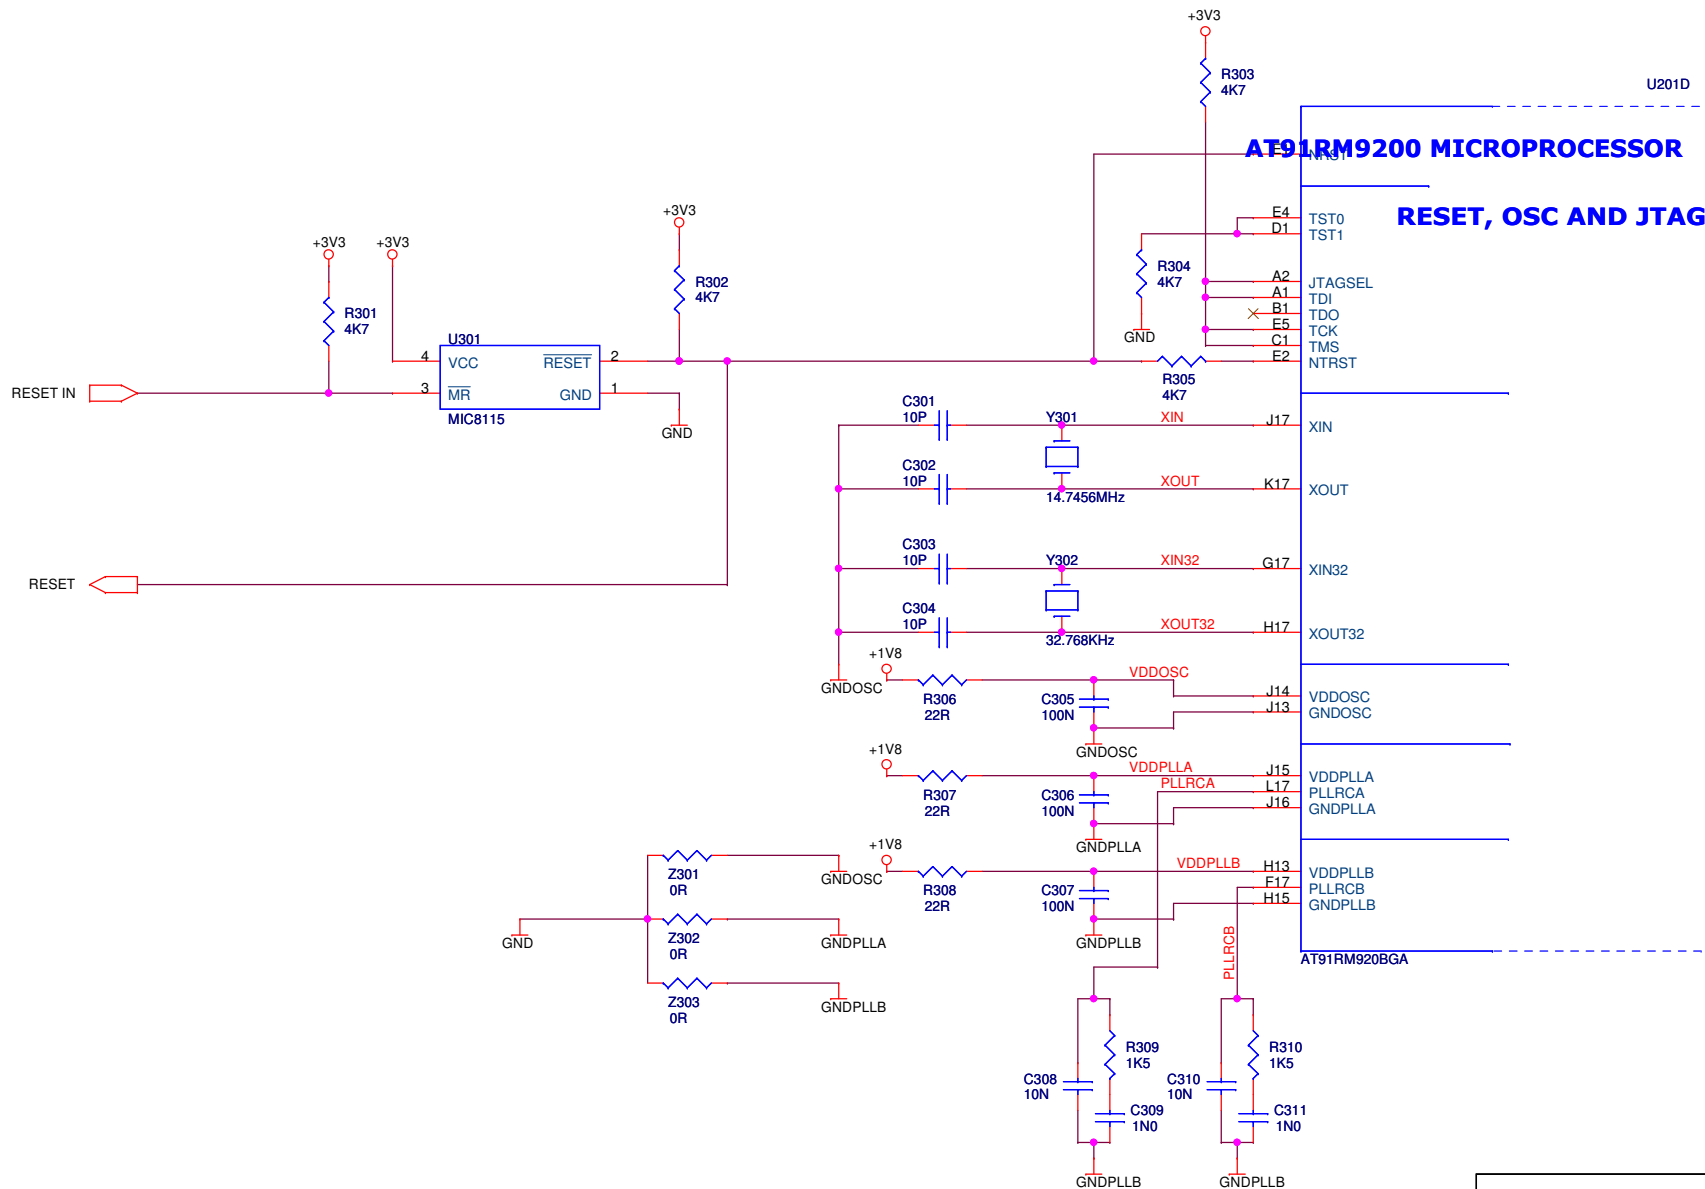 +3V3
R303
4K7
U201D
AT91RM9200 MICROPROCESSOR
NRST
RESET, OSC AND JTAG
E4 TST0
D1 TST1
R304
4K7
GND
A2 JTAGSEL
A1 TDI
B1 TDO
E5 TCK
C1 TMS
E2 NTRST
R305
4K7
+3V3
R302
4K7
+3V3 +3V3
R301
4K7
U301
4 VCC RESET 2
3 MR GND 1
MIC8115
GND
RESET IN
RESET
C301
10P
Y301
XIN
J17 XIN
C302
10P
XOUT
K17 XOUT
14.7456MHz
C303
10P
Y302
XIN32
G17 XIN32
C304
10P
XOUT32
H17 XOUT32
32.768KHz
GNDOSC
+1V8
R306
22R
VDDOSC
C305
100N
J14 VDDOSC
J13 GNDOSC
GNDOSC
+1V8
R307
22R
VDDPLLA
PLLRCA
C306
100N
J15 VDDPLLA
L17 PLLRCA
J16 GNDPLLA
GNDPLLA
+1V8
R308
22R
VDDPLLB
C307
100N
H13 VDDPLLB
F17 PLLRCB
H15 GNDPLLB
GNDPLLB
PLLRCB
AT91RM920BGA
Z301
0R
GNDOSC
GND
Z302
0R
GNDPLLA
Z303
0R
GNDPLLB
R309
1K5
C308
10N
C309
1N0
GNDPLLB
R310
1K5
C310
10N
C311
1N0
GNDPLLB